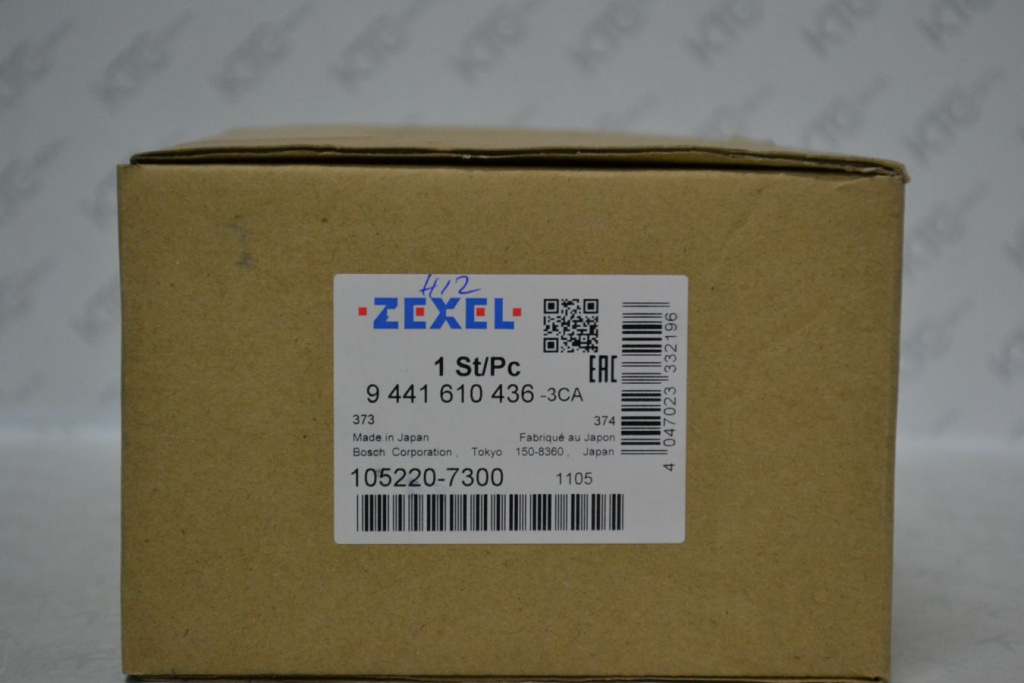 H12
ZEXEL
1 St/Pc
EAC
9 441 610 436 -3CA
373 374
Made in Japan Fabriqué au Japon
Bosch Corporation, Tokyo 150-8360, Japan
105220-7300 1105
4 047023 332196
KTG